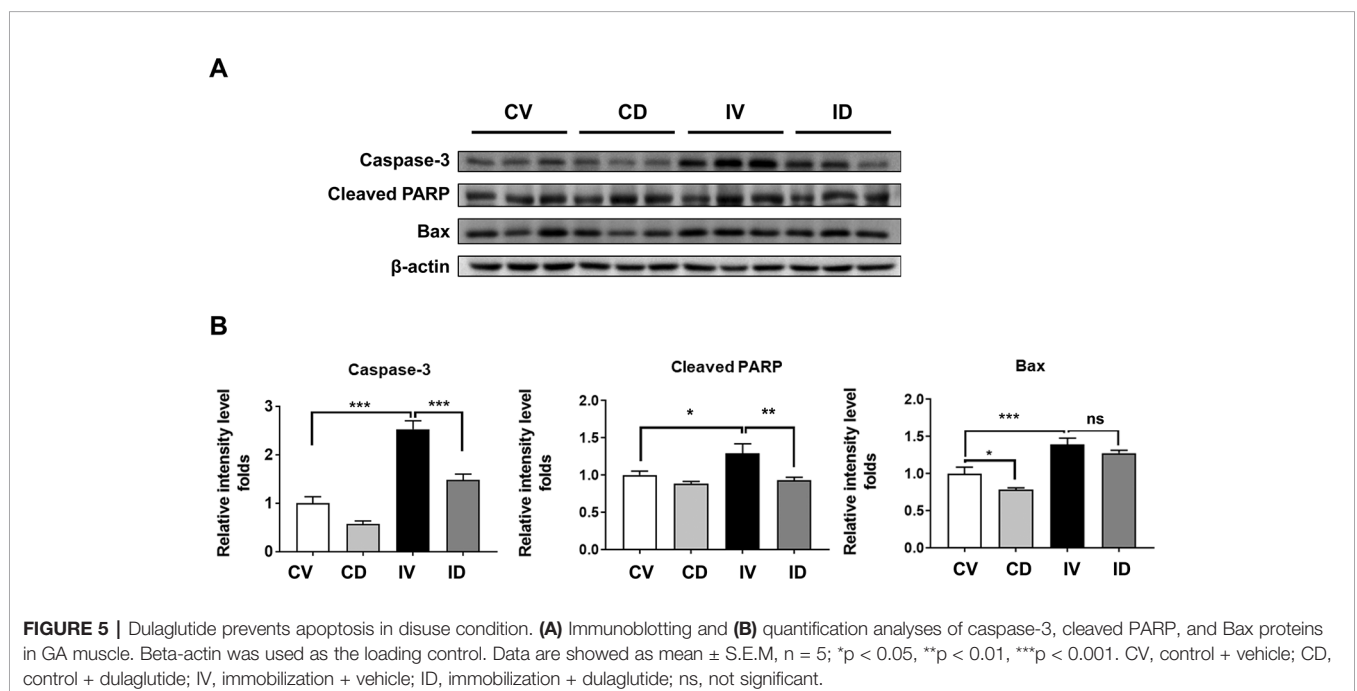 A
CV CD IV ID
Caspase-3
Cleaved PARP
Bax
β-actin
B
Caspase-3
Relative intensity level
folds
3
2
1
0
*** ***
CV CD IV ID
Cleaved PARP
Relative intensity level
folds
2.0
1.5
1.0
0.5
0.0
* **
CV CD IV ID
Bax
Relative intensity level
folds
2.0
1.5
1.0
0.5
0.0
*** ns
*
CV CD IV ID
FIGURE 5 | Dulaglutide prevents apoptosis in disuse condition. (A) Immunoblotting and (B) quantification analyses of caspase-3, cleaved PARP, and Bax proteins
in GA muscle. Beta-actin was used as the loading control. Data are showed as mean ± S.E.M, n = 5; *p < 0.05, **p < 0.01, ***p < 0.001. CV, control + vehicle; CD,
control + dulaglutide; IV, immobilization + vehicle; ID, immobilization + dulaglutide; ns, not significant.